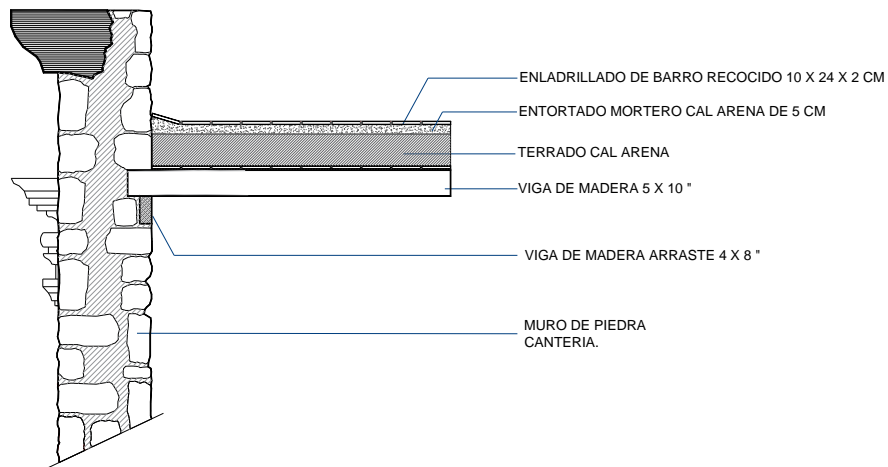 ENLADRILLADO DE BARRO RECOCIDO 10 X 24 X 2 CM
ENTORTADO MORTERO CAL ARENA DE 5 CM
TERRADO CAL ARENA
VIGA DE MADERA 5 X 10 "
VIGA DE MADERA ARRASTE 4 X 8 "
MURO DE PIEDRA
CANTERIA.